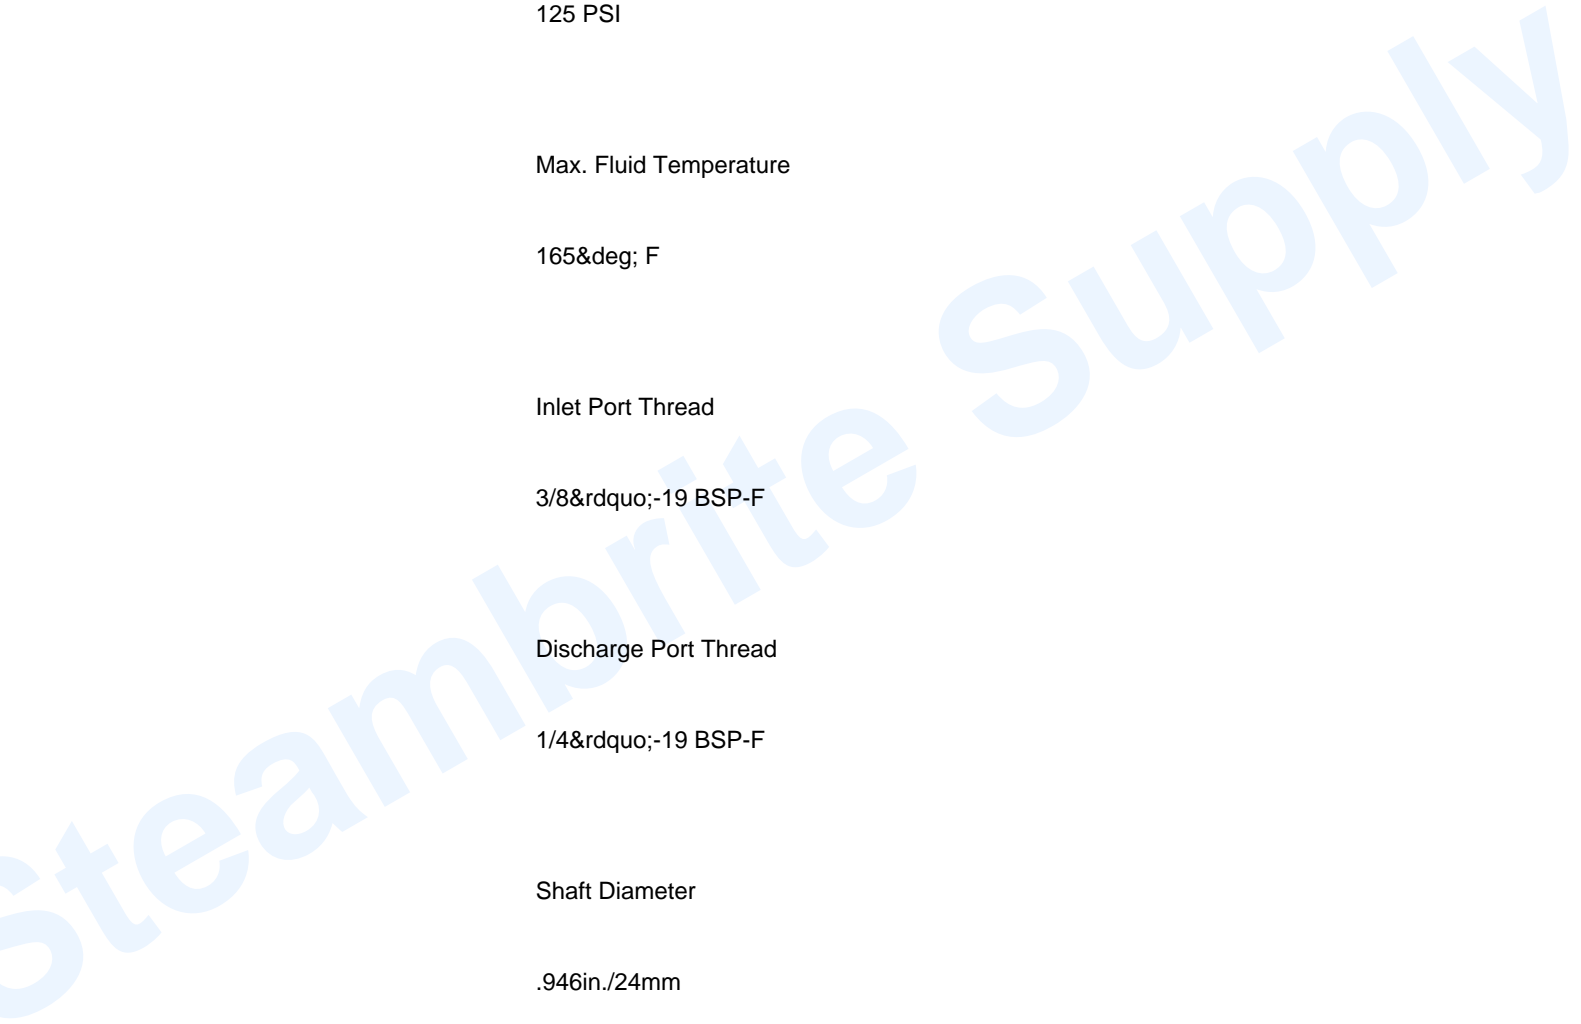 125 PSI
Max. Fluid Temperature
165&deg; F
Inlet Port Thread
3/8&rdquo;-19 BSP-F
Discharge Port Thread
1/4&rdquo;-19 BSP-F
Shaft Diameter
.946in./24mm
Steambrite Supply